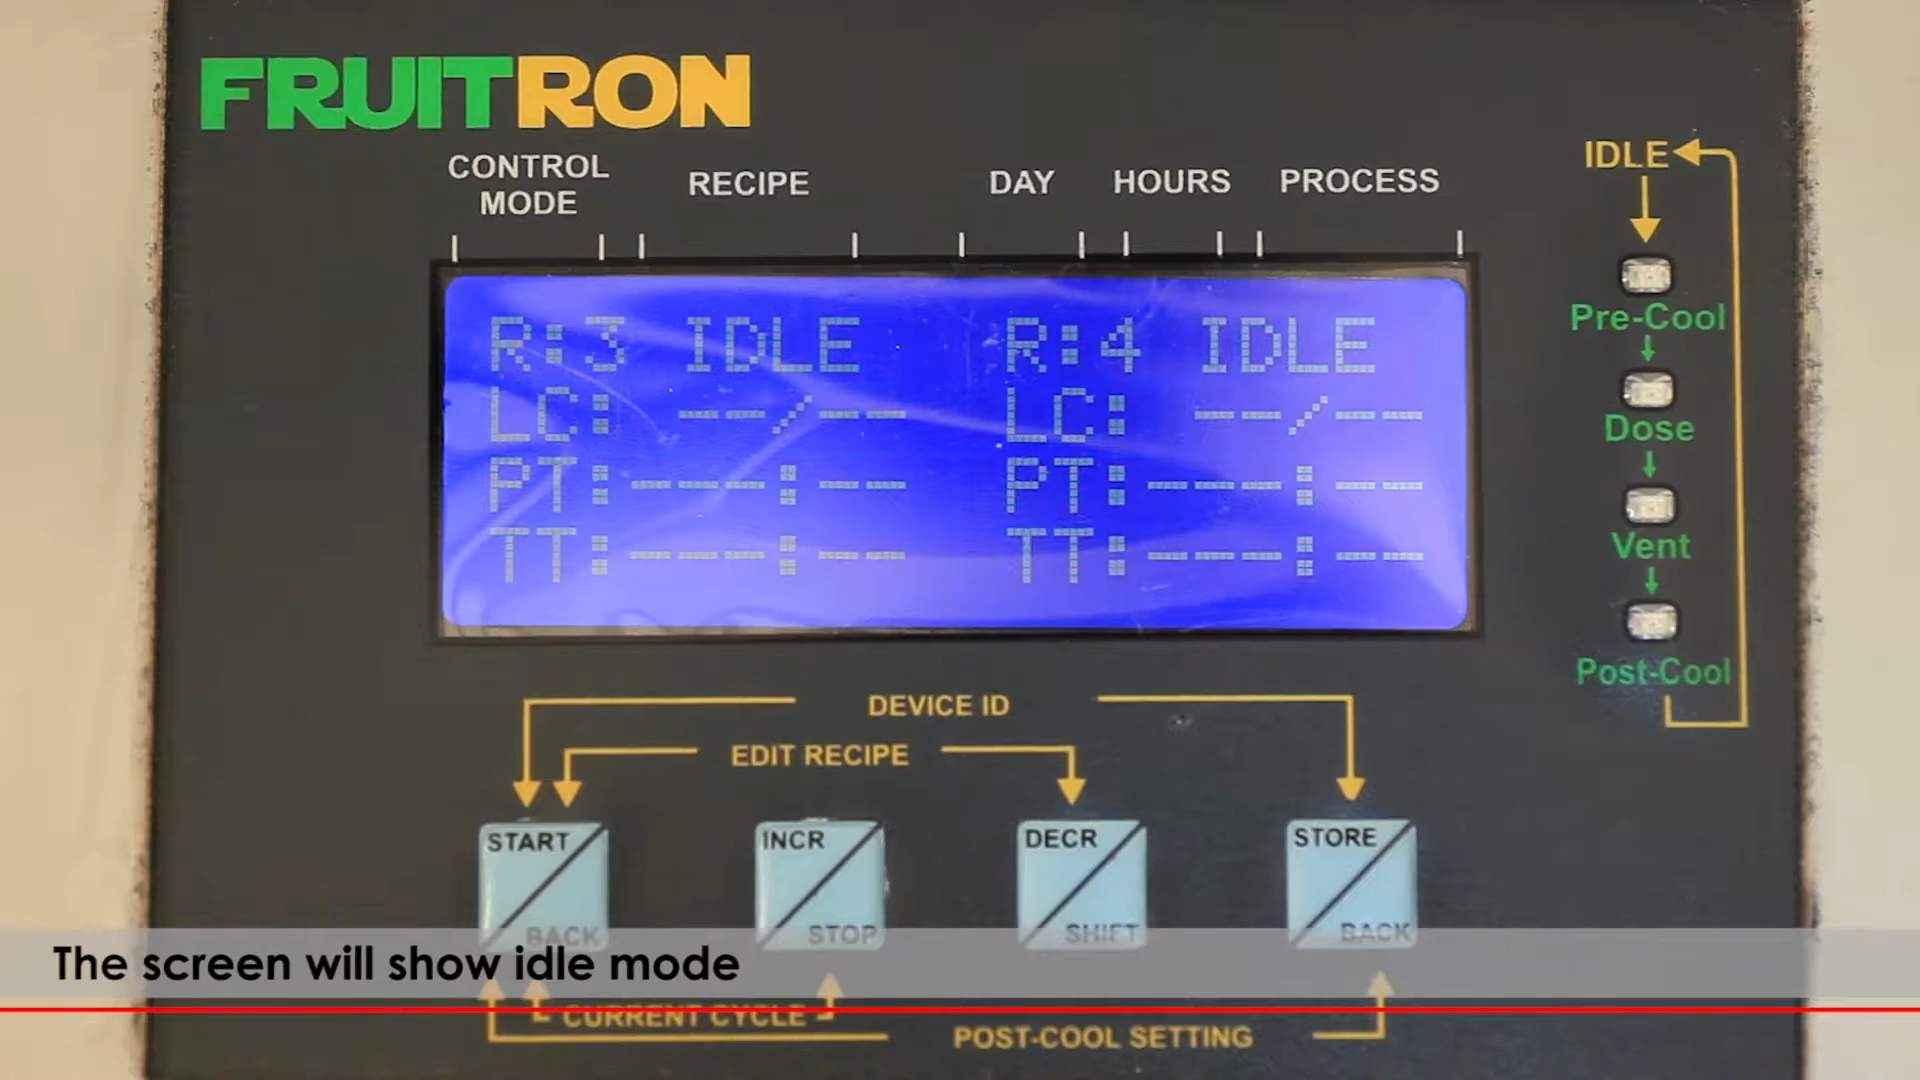 FRUITRON
CONTROL MODE
RECIPE
DAY
HOURS
PROCESS
R:3 IDLE R:4 IDLE
LC: --/-- LC: --/--
PT:---:-- PT:---:--
TT:---:-- TT:---:--
IDLE
Pre-Cool
Dose
Vent
Post-Cool
DEVICE ID
EDIT RECIPE
START
BACK
INCR
STOP
DECR
SHIFT
STORE
BACK
The screen will show idle mode
CURRENT CYCLE
POST-COOL SETTING